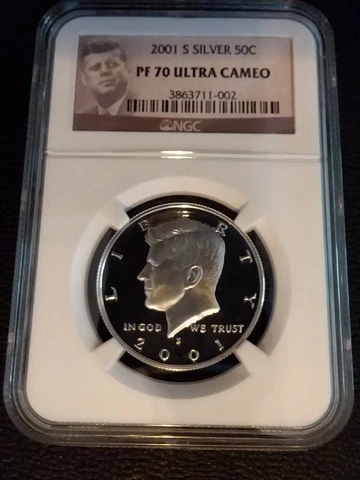 2001 S SILVER 50C
PF 70 ULTRA CAMEO
3863711-002
NGC
LIBERTY
IN GOD WE TRUST
S
2001